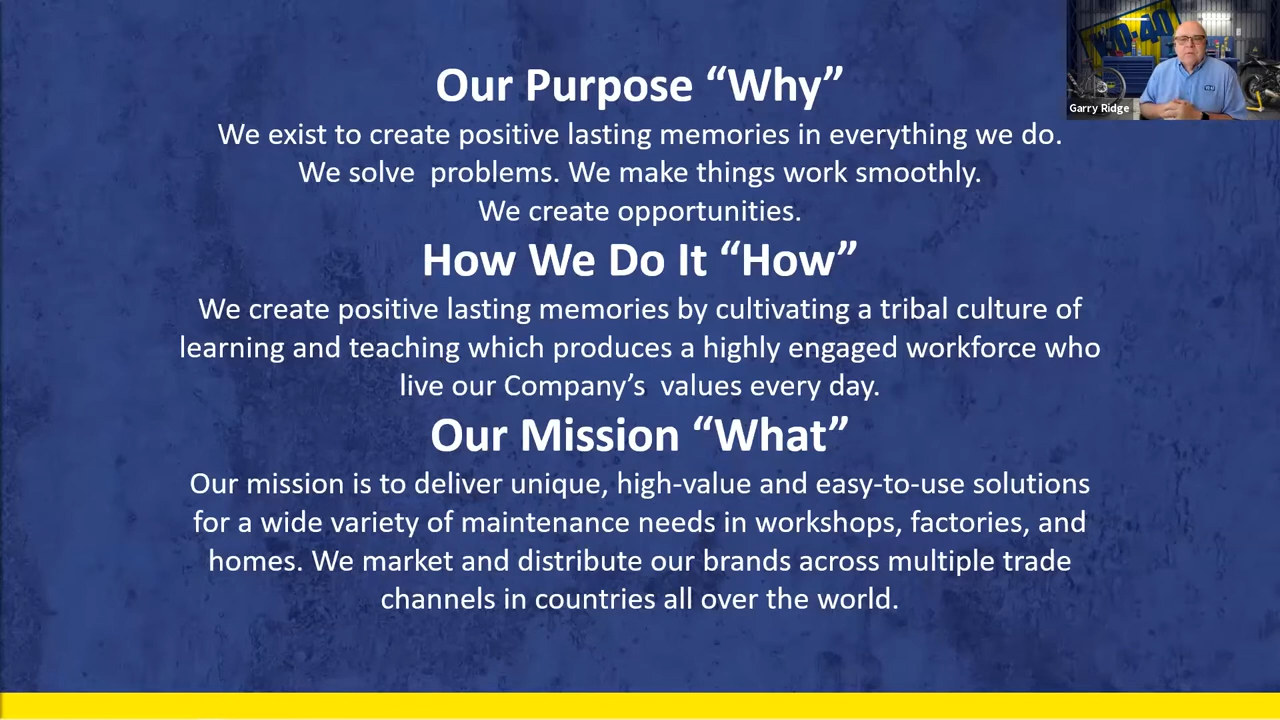 Our Purpose “Why”
We exist to create positive lasting memories in everything we do.
We solve  problems. We make things work smoothly.
We create opportunities.
How We Do It “How”
We create positive lasting memories by cultivating a tribal culture of
learning and teaching which produces a highly engaged workforce who
live our Company’s  values every day.
Our Mission “What”
Our mission is to deliver unique, high-value and easy-to-use solutions
for a wide variety of maintenance needs in workshops, factories, and
homes. We market and distribute our brands across multiple trade
channels in countries all over the world.
WD-40
Garry Ridge